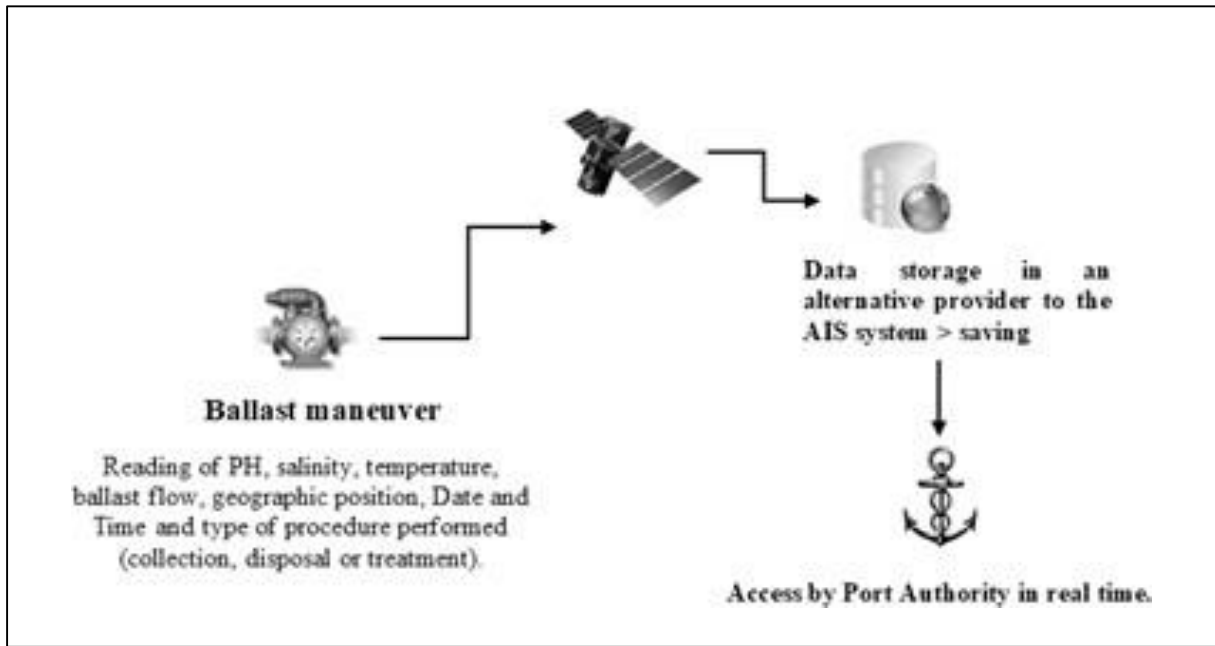 Data storage in an
alternative provider to the
AIS system > saving
Ballast maneuver
Reading of PH, salinity, temperature,
ballast flow, geographic position, Date and
Time and type of procedure performed
(collection, disposal or treatment).
Access by Port Authority in real time.